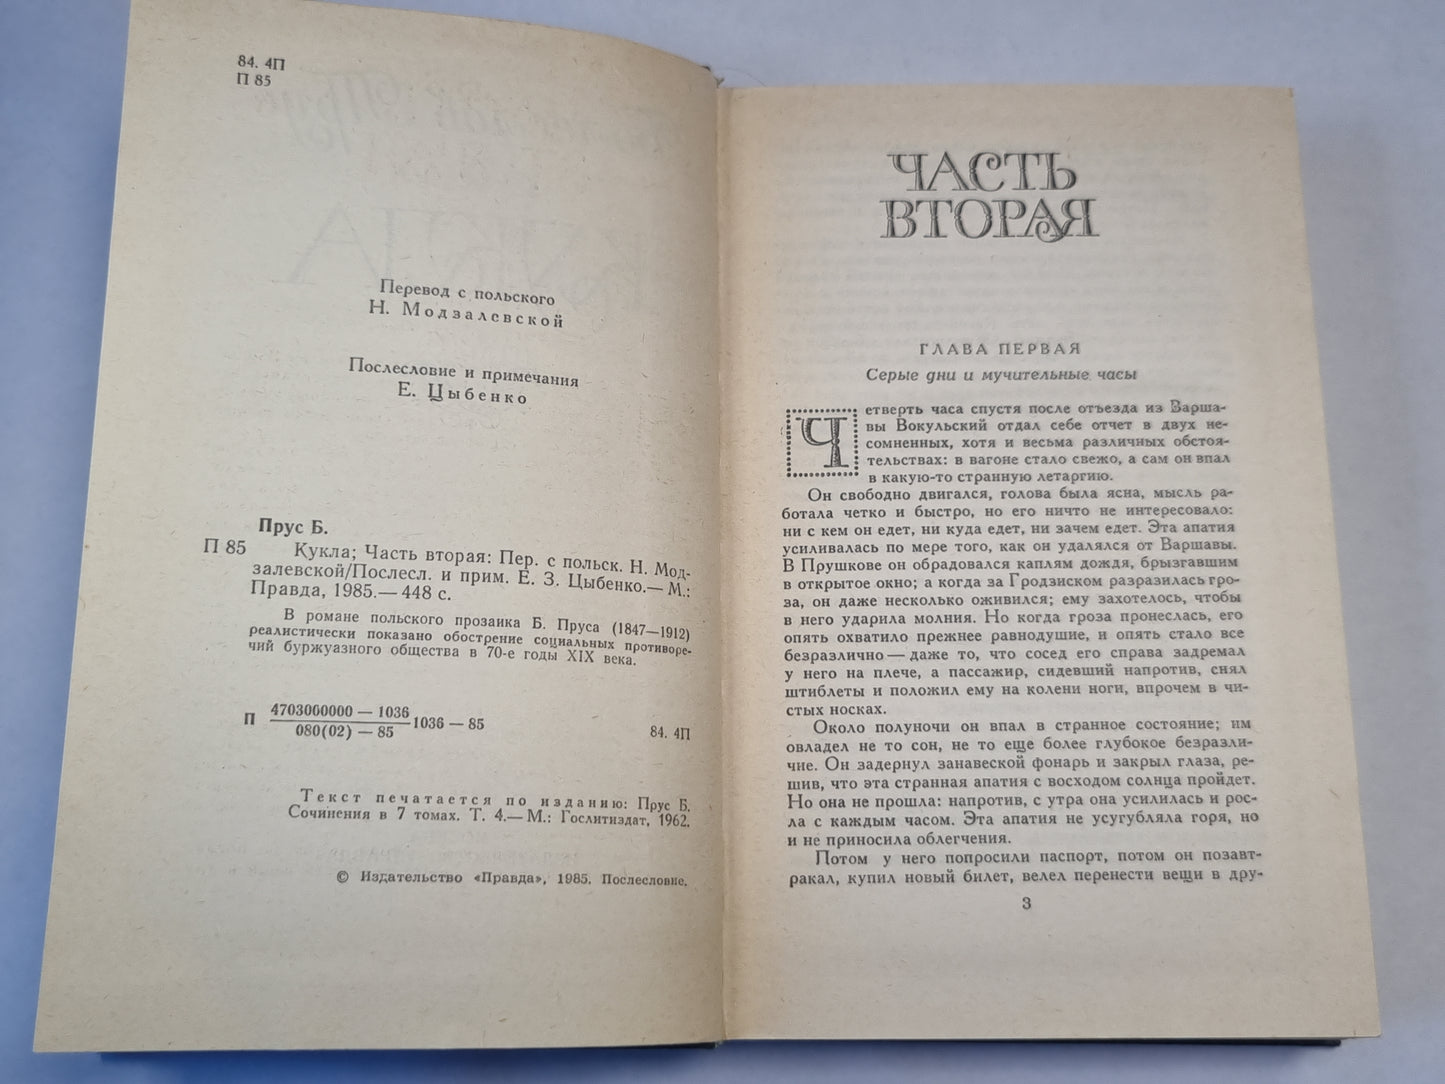 84. 4П
П 85
Перевод с польского
Н. Модзалевской
Послесловие и примечания
Е. Цыбенко
Прус Б.
П 85 Кукла; Часть вторая: Пер. с польск. Н. Мод-
залевской/Послесл. и прим. Е. З. Цыбенко.— М.:
Правда, 1985.— 448 с.
В романе польского прозаика Б. Пруса (1847—1912)
реалистически показано обострение социальных противоре-
чий буржуазного общества в 70-е годы XIX века.
П 4703000000 — 1036
080(02) — 85 1036 — 85
84. 4П
Текст печатается по изданию: Прус Б.
Сочинения в 7 томах. Т. 4.— М.: Гослитиздат, 1962.
© Издательство «Правда», 1985. Послесловие.
ЧАСТЬ
ВТОРАЯ
ГЛАВА ПЕРВАЯ
Серые дни и мучительные часы
Четверть часа спустя после отъезда из Варша-
вы Вокульский отдал себе отчет в двух не-
сомненных, хотя и весьма различных обстоя-
тельствах: в вагоне стало свежо, а сам он впал
в какую-то странную летаргию.
Он свободно двигался, голова была ясна, мысль ра-
ботала четко и быстро, но его ничто не интересовало:
ни с кем он едет, ни куда едет, ни зачем едет. Эта апатия
усиливалась по мере того, как он удалялся от Варшавы.
В Прушкове он обрадовался каплям дождя, брызгавшим
в открытое окно; а когда за Гродзиском разразилась гро-
за, он даже несколько оживился; ему захотелось, чтобы
в него ударила молния. Но когда гроза пронеслась, его
опять охватило прежнее равнодушие, и опять стало все
безразлично — даже то, что сосед его справа задремал
у него на плече, а пассажир, сидевший напротив, снял
штиблеты и положил ему на колени ноги, впрочем в чи-
стых носках.
Около полуночи он впал в странное состояние; им
овладел не то сон, не то еще более глубокое безразли-
чие. Он задернул занавеской фонарь и закрыл глаза, ре-
шив, что эта странная апатия с восходом солнца пройдет.
Но она не прошла: напротив, с утра она усилилась и рос-
ла с каждым часом. Эта апатия не усугубляла горя, но
и не приносила облегчения.
Потом у него попросили паспорт, потом он позавт-
ракал, купил новый билет, велел перенести вещи в дру-
3